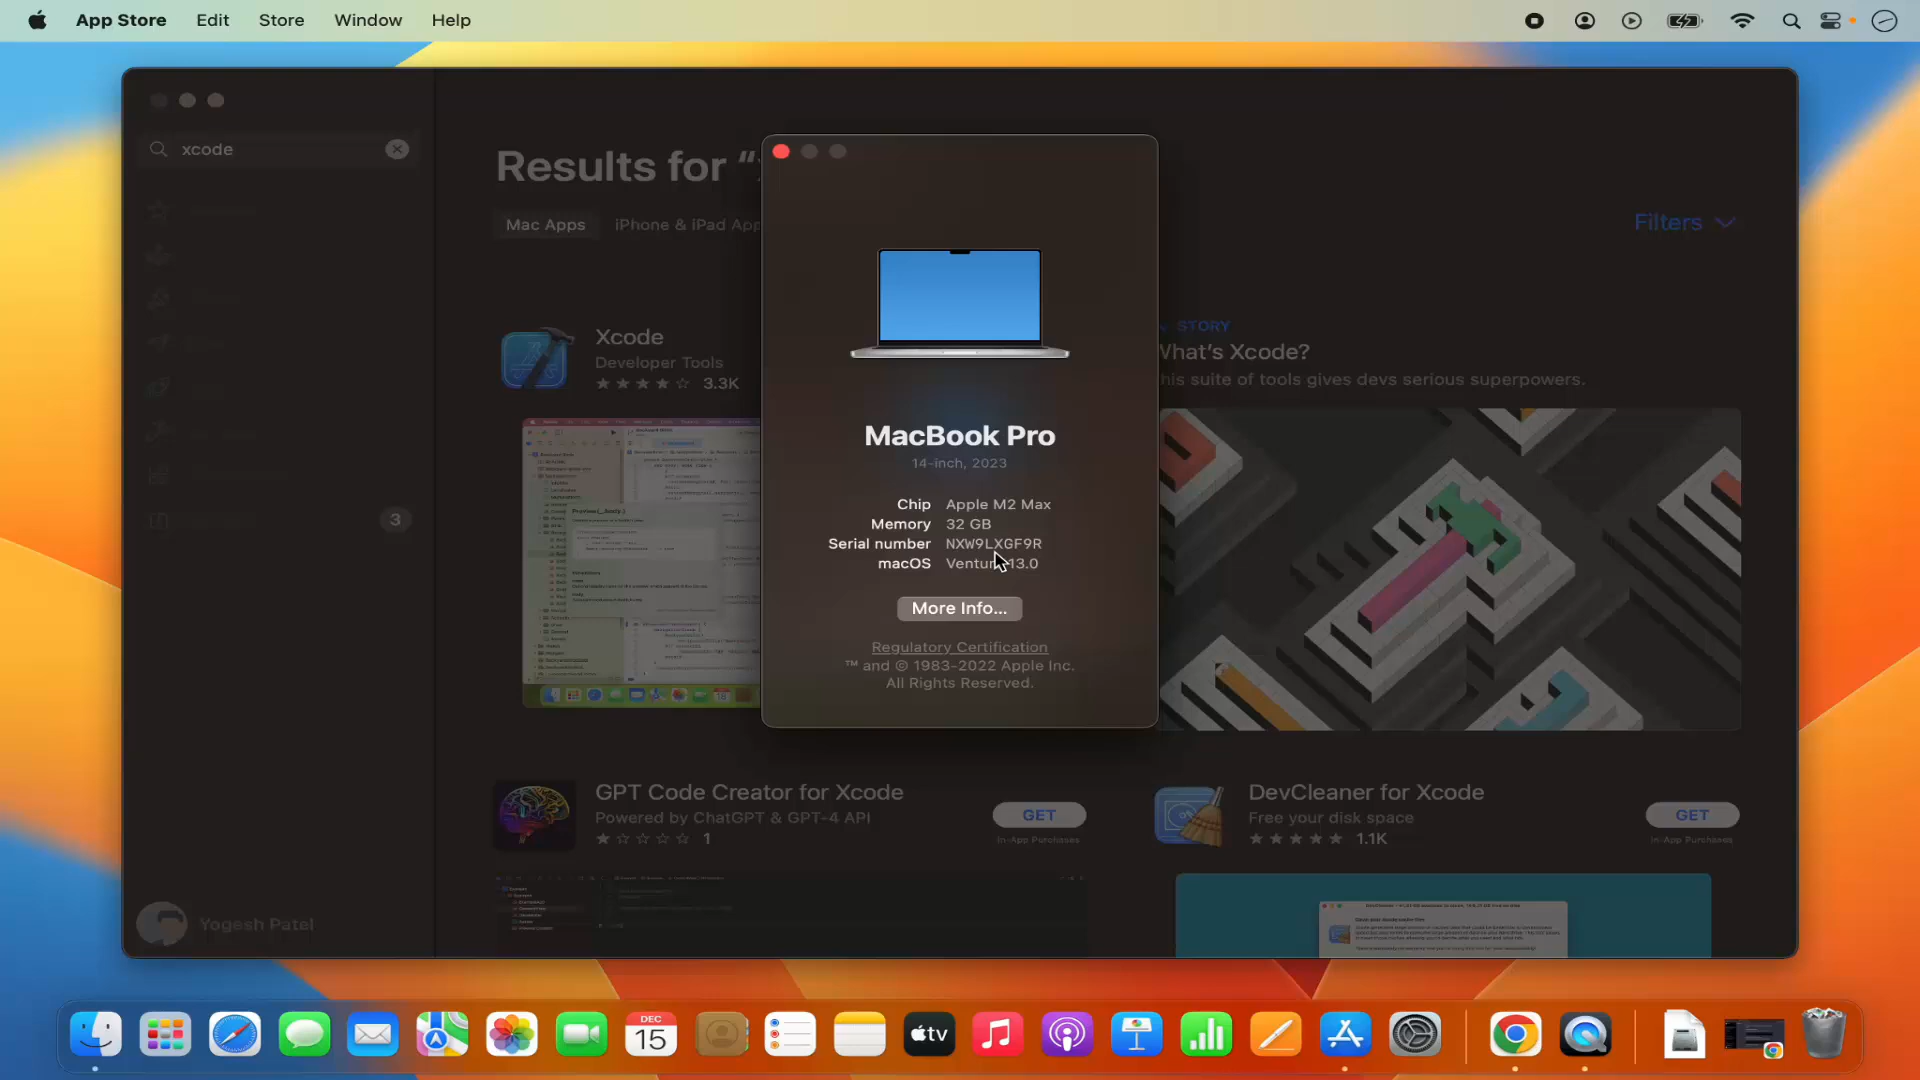 App Store Edit Store Window Help
xcode
Results for “
Mac Apps iPhone & iPad App
Filters
Xcode
Developer Tools
3.3K
STORY
What’s Xcode?
his suite of tools gives devs serious superpowers.
MacBook Pro
14-inch, 2023
Chip Apple M2 Max
Memory 32 GB
Serial number NXW9LXGF9R
macOS Ventura 13.0
More Info...
Regulatory Certification
™ and © 1983-2022 Apple Inc.
All Rights Reserved.
3
GPT Code Creator for Xcode
Powered by ChatGPT & GPT-4 API
1
GET
In-App Purchases
DevCleaner for Xcode
Free your disk space
1.1K
GET
In-App Purchases
Yogesh Patel
DEC
15
tv